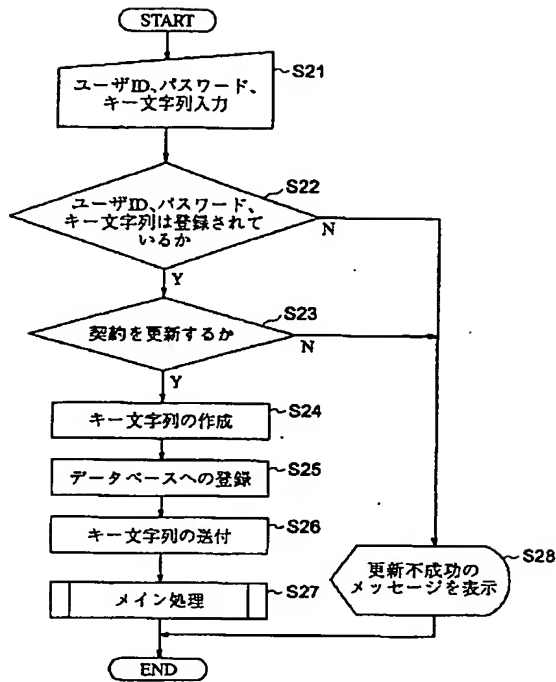 START
ユーザID、パスワード、
キー文字列入力
S21
S22
ユーザID、パスワード、
キー文字列は登録されて
いるか
N
Y
S23
契約を更新するか
N
Y
キー文字列の作成
S24
データベースへの登録
S25
キー文字列の送付
S26
メイン処理
S27
S28
更新不成功の
メッセージを表示
END